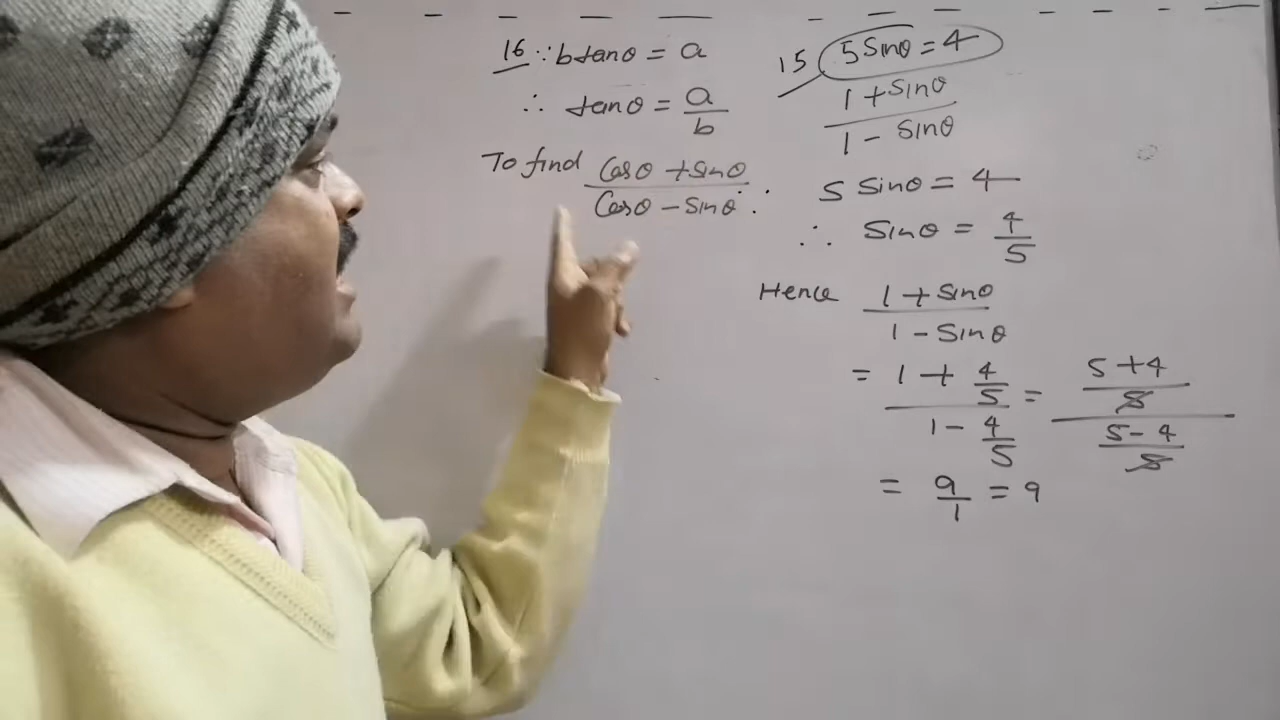 16 ∵ b tanθ = a
∴ tanθ = a/b
To find (Cosθ + sinθ)/(Cosθ - sinθ) :
15 5 sinθ = 4
(1 + sinθ)/(1 - sinθ)
5 sinθ = 4
∴ sinθ = 4/5
Hence (1 + sinθ)/(1 - sinθ)
= (1 + 4/5)/(1 - 4/5) = ((5+4)/5)/((5-4)/5)
= 9/1 = 9